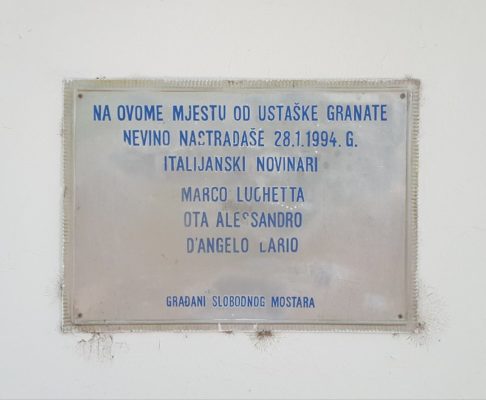 NA OVOME MJESTU OD USTAŠKE GRANATE
NEVINO NASTRADAŠE 28.1.1994. G.
ITALIJANSKI NOVINARI
MARCO LUCHETTA
OTA ALESSANDRO
D'ANGELO DARIO
GRAĐANI SLOBODNOG MOSTARA